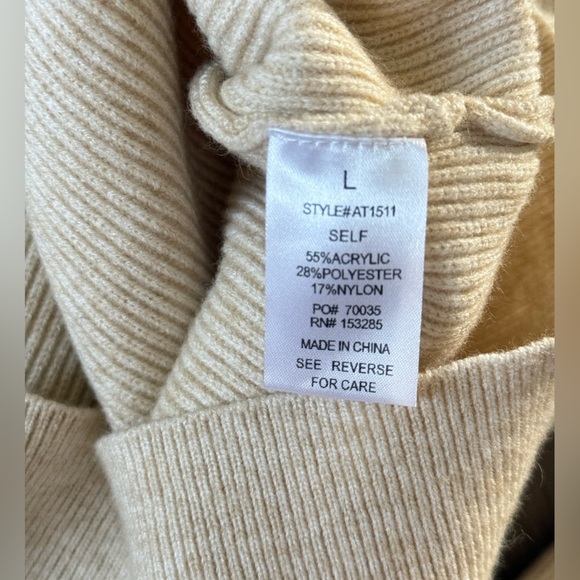 L
STYLE#AT1511
SELF
55%ACRYLIC
28%POLYESTER
17%NYLON
PO# 70035
RN# 153285
MADE IN CHINA
SEE REVERSE
FOR CARE